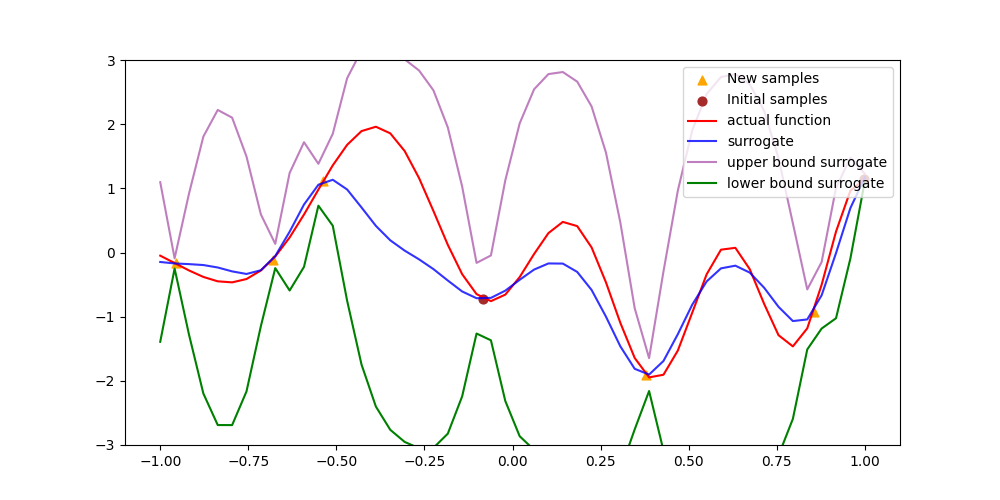 3
2
1
0
−1
−2
−3
−1.00 −0.75 −0.50 −0.25 0.00 0.25 0.50 0.75 1.00
New samples
Initial samples
actual function
surrogate
upper bound surrogate
lower bound surrogate